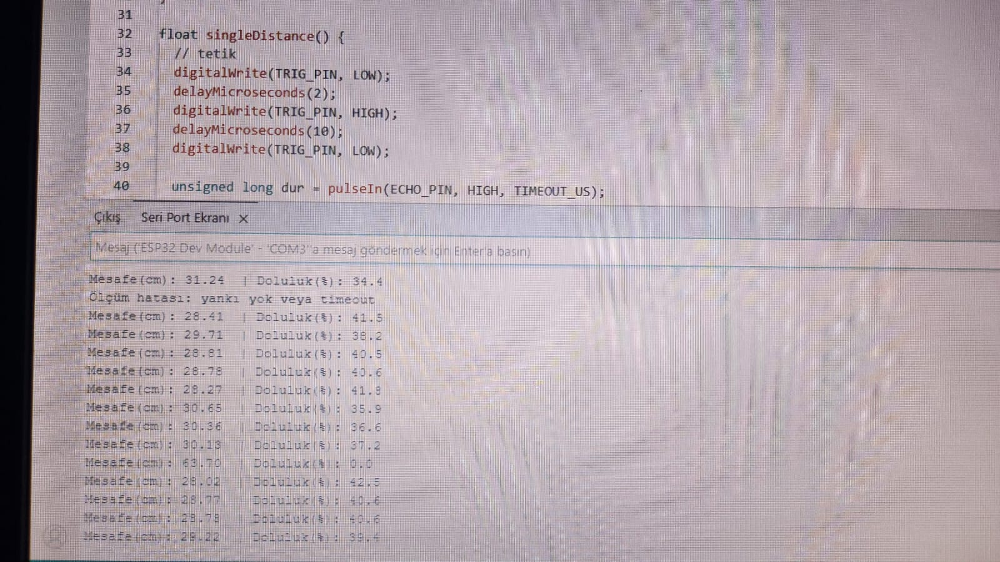 31
32 float singleDistance() {
33 // tetik
34 digitalWrite(TRIG_PIN, LOW);
35 delayMicroseconds(2);
36 digitalWrite(TRIG_PIN, HIGH);
37 delayMicroseconds(10);
38 digitalWrite(TRIG_PIN, LOW);
39
40 unsigned long dur = pulseIn(ECHO_PIN, HIGH, TIMEOUT_US);
Çıkış Seri Port Ekranı ×
Mesaj ('ESP32 Dev Module' - 'COM3''a mesaj göndermek için Enter'a basın)
Mesafe(cm): 31.24 | Doluluk(%): 34.4
Ölçüm hatası: yankı yok veya timeout
Mesafe(cm): 28.41 | Doluluk(%): 41.5
Mesafe(cm): 29.71 | Doluluk(%): 38.2
Mesafe(cm): 28.81 | Doluluk(%): 40.5
Mesafe(cm): 28.78 | Doluluk(%): 40.6
Mesafe(cm): 28.27 | Doluluk(%): 41.8
Mesafe(cm): 30.65 | Doluluk(%): 35.9
Mesafe(cm): 30.36 | Doluluk(%): 36.6
Mesafe(cm): 30.13 | Doluluk(%): 37.2
Mesafe(cm): 63.70 | Doluluk(%): 0.0
Mesafe(cm): 28.02 | Doluluk(%): 42.5
Mesafe(cm): 28.77 | Doluluk(%): 40.6
Mesafe(cm): 28.78 | Doluluk(%): 40.6
Mesafe(cm): 29.22 | Doluluk(%): 39.4